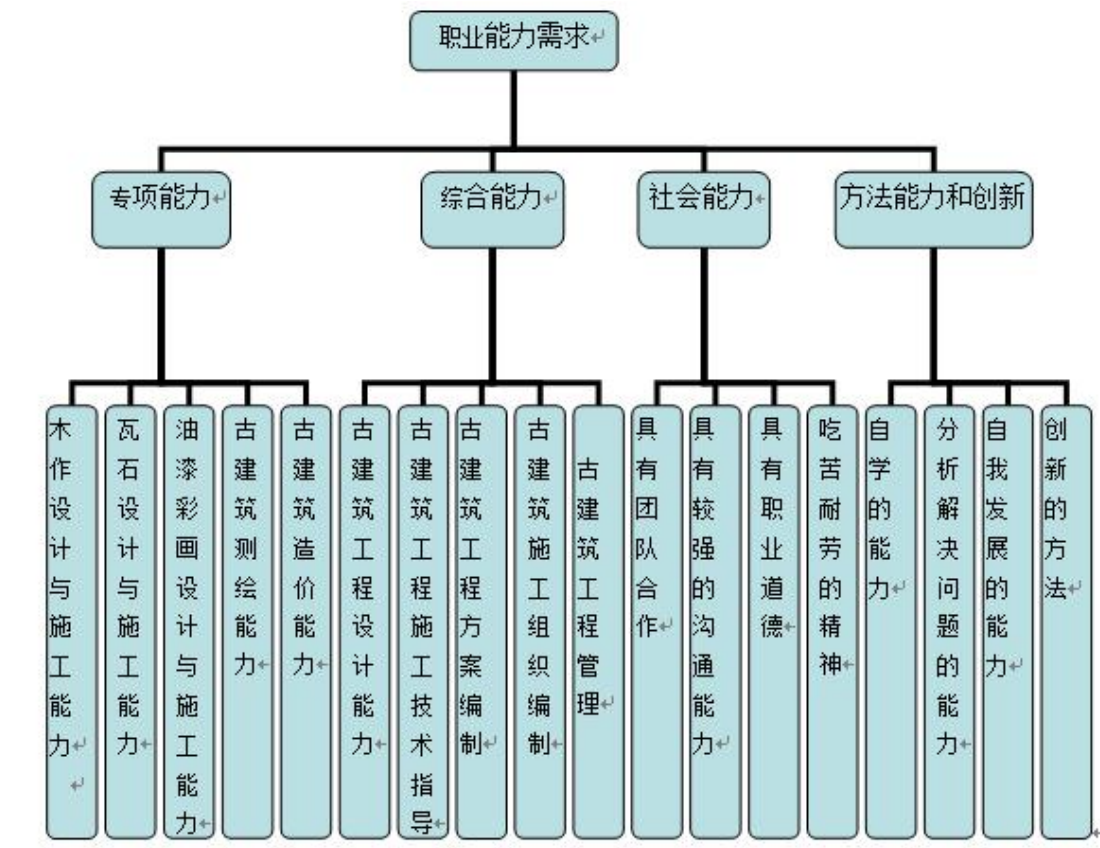 职业能力需求
专项能力
综合能力
社会能力
方法能力和创新
木作设计与施工能力
瓦石设计与施工能力
油漆彩画设计与施工能力
古建筑测绘能力
古建筑造价能力
古建筑工程设计能力
古建筑工程施工技术指导
古建筑工程方案编制
古建筑施工组织编制
古建筑工程管理
具有团队合作
具有较强的沟通能力
具有职业道德
吃苦耐劳的精神
自学的能力
分析解决问题的能力
自我发展的能力
创新的方法